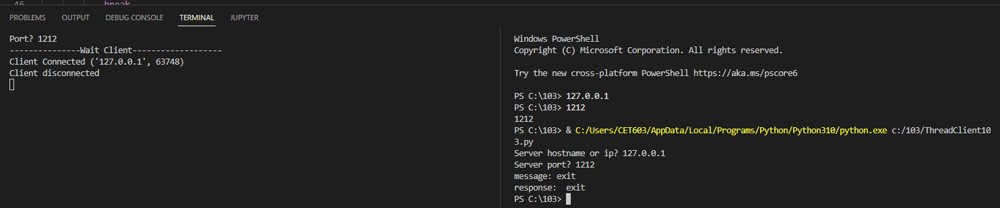 46 break
PROBLEMS OUTPUT DEBUG CONSOLE TERMINAL JUPYTER
Port? 1212
---------------Wait Client-------------------
Client Connected ('127.0.0.1', 63748)
Client disconnected
Windows PowerShell
Copyright (C) Microsoft Corporation. All rights reserved.
Try the new cross-platform PowerShell https://aka.ms/pscore6
PS C:\103> 127.0.0.1
PS C:\103> 1212
1212
PS C:\103> & C:/Users/CET603/AppData/Local/Programs/Python/Python310/python.exe c:/103/ThreadClient10
3.py
Server hostname or ip? 127.0.0.1
Server port? 1212
message: exit
response:  exit
PS C:\103>